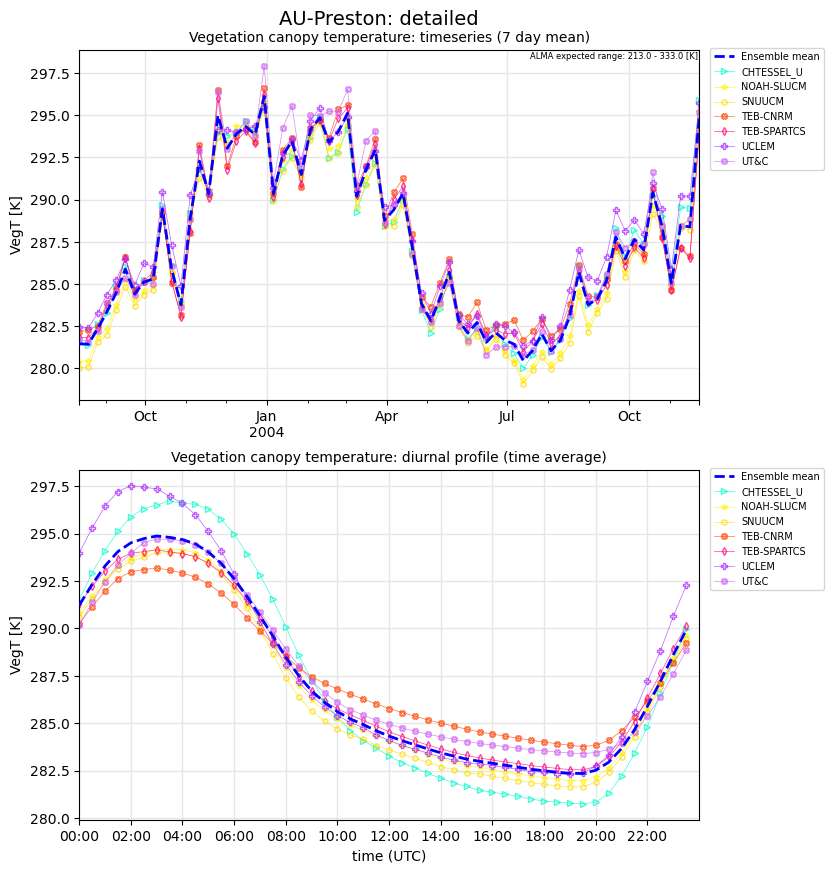 AU-Preston: detailed
Vegetation canopy temperature: timeseries (7 day mean)
ALMA expected range: 213.0 - 333.0 [K]
VegT [K]
297.5
295.0
292.5
290.0
287.5
285.0
282.5
280.0
Oct
Jan
2004
Apr
Jul
Oct
Ensemble mean
CHTESSEL_U
NOAH-SLUCM
SNUUCM
TEB-CNRM
TEB-SPARTCS
UCLEM
UT&C
Vegetation canopy temperature: diurnal profile (time average)
VegT [K]
297.5
295.0
292.5
290.0
287.5
285.0
282.5
280.0
00:00
02:00
04:00
06:00
08:00
10:00
12:00
14:00
16:00
18:00
20:00
22:00
time (UTC)
Ensemble mean
CHTESSEL_U
NOAH-SLUCM
SNUUCM
TEB-CNRM
TEB-SPARTCS
UCLEM
UT&C